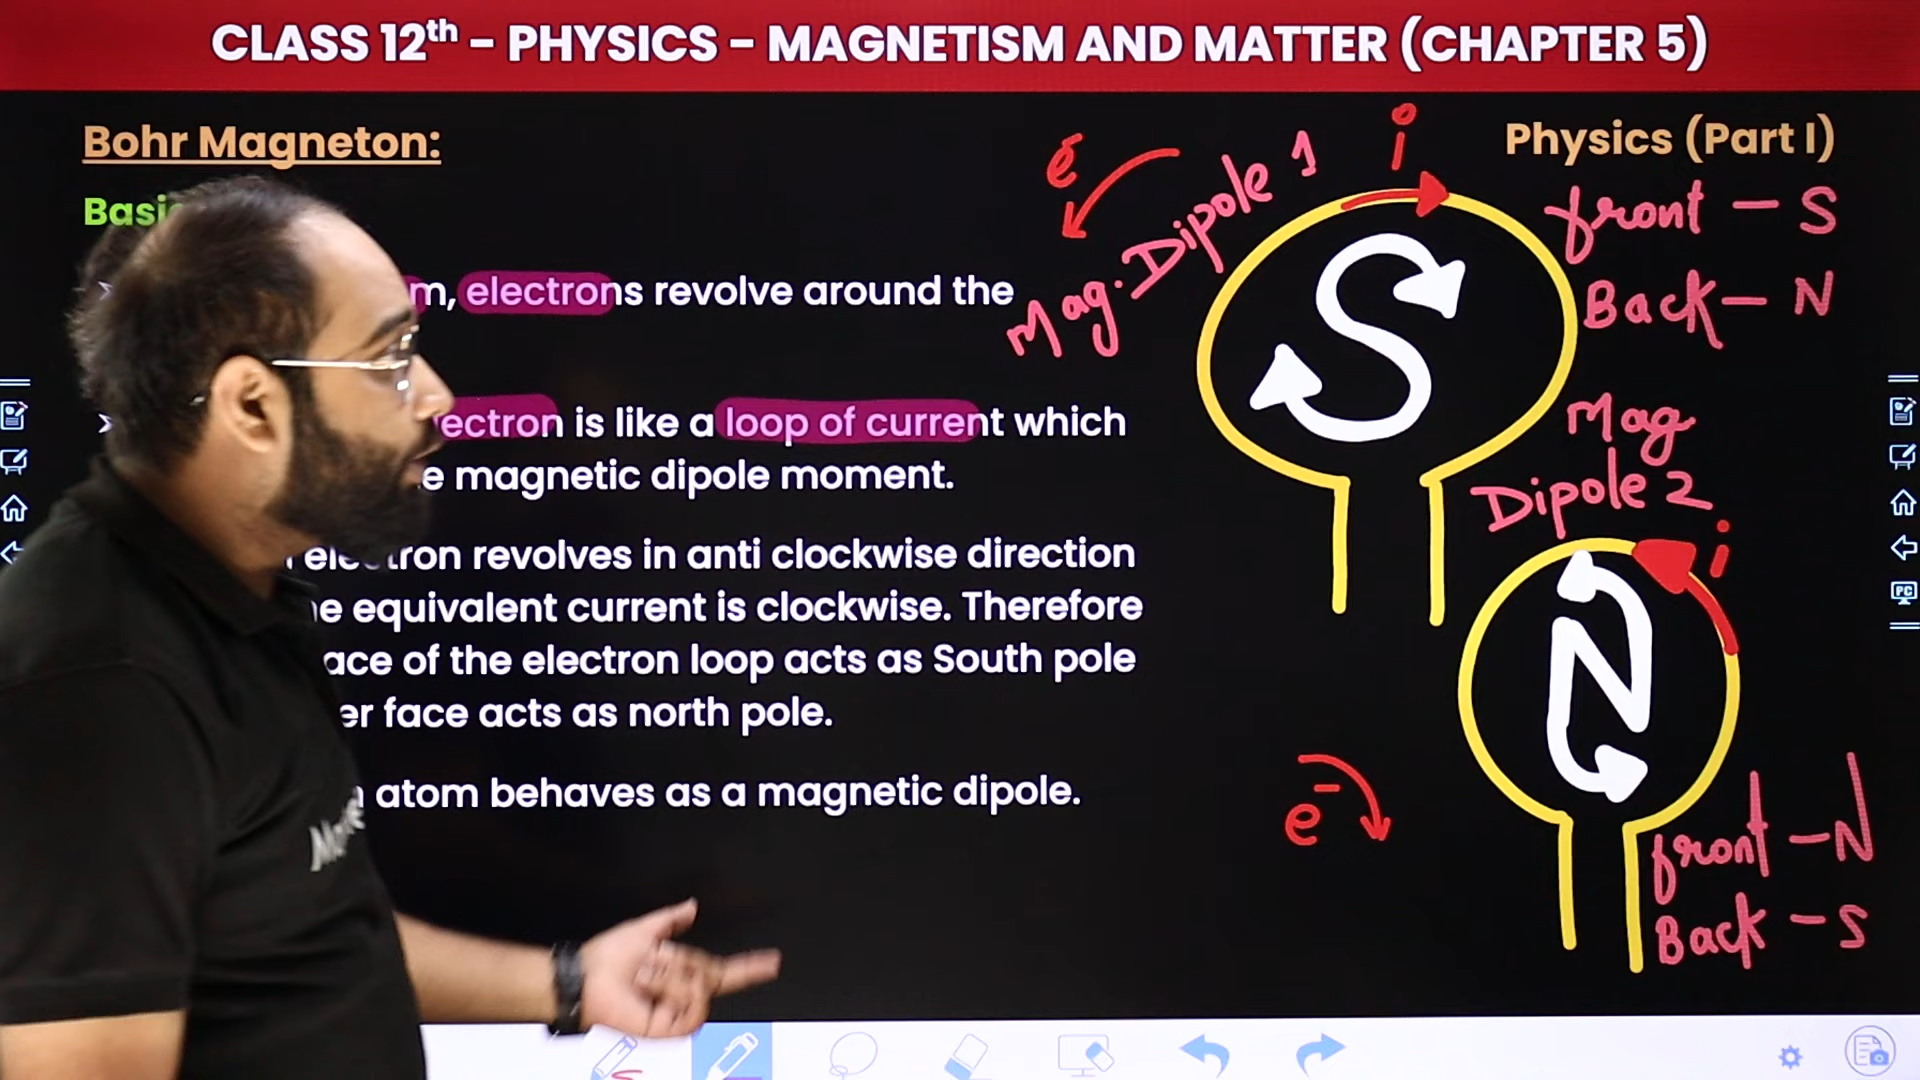 CLASS 12th – PHYSICS – MAGNETISM AND MATTER (CHAPTER 5)
Bohr Magneton:
Physics (Part I)
electrons revolve around the
is like a loop of current which
magnetic dipole moment.
electron revolves in anti clockwise direction
equivalent current is clockwise. Therefore
of the electron loop acts as South pole
face acts as north pole.
atom behaves as a magnetic dipole.
e
Mag. Dipole 1
i
S
front – S
Back – N
Mag
Dipole 2
i
N
e-
front – N
Back – S
PC